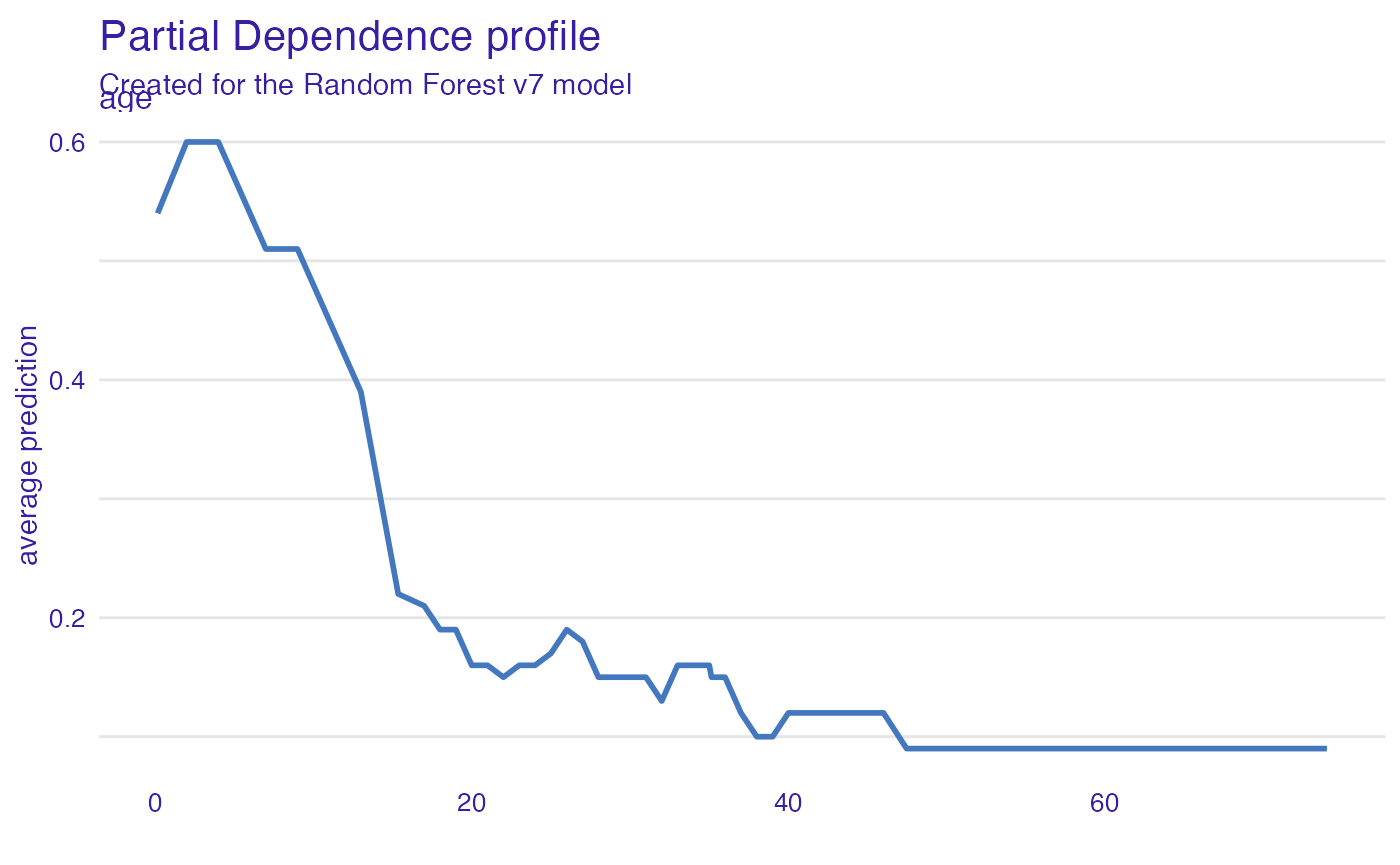 Partial Dependence profile
Created for the Random Forest v7 model
age
0.6
0.4
0.2
average prediction
0 20 40 60